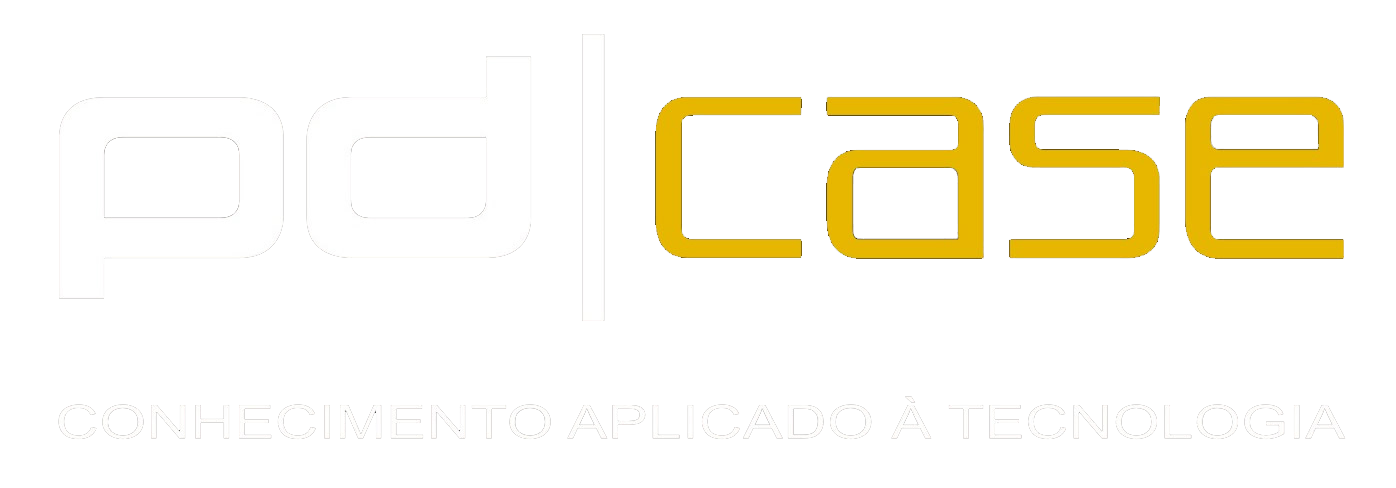 pd|case
CONHECIMENTO APLICADO À TECNOLOGIA